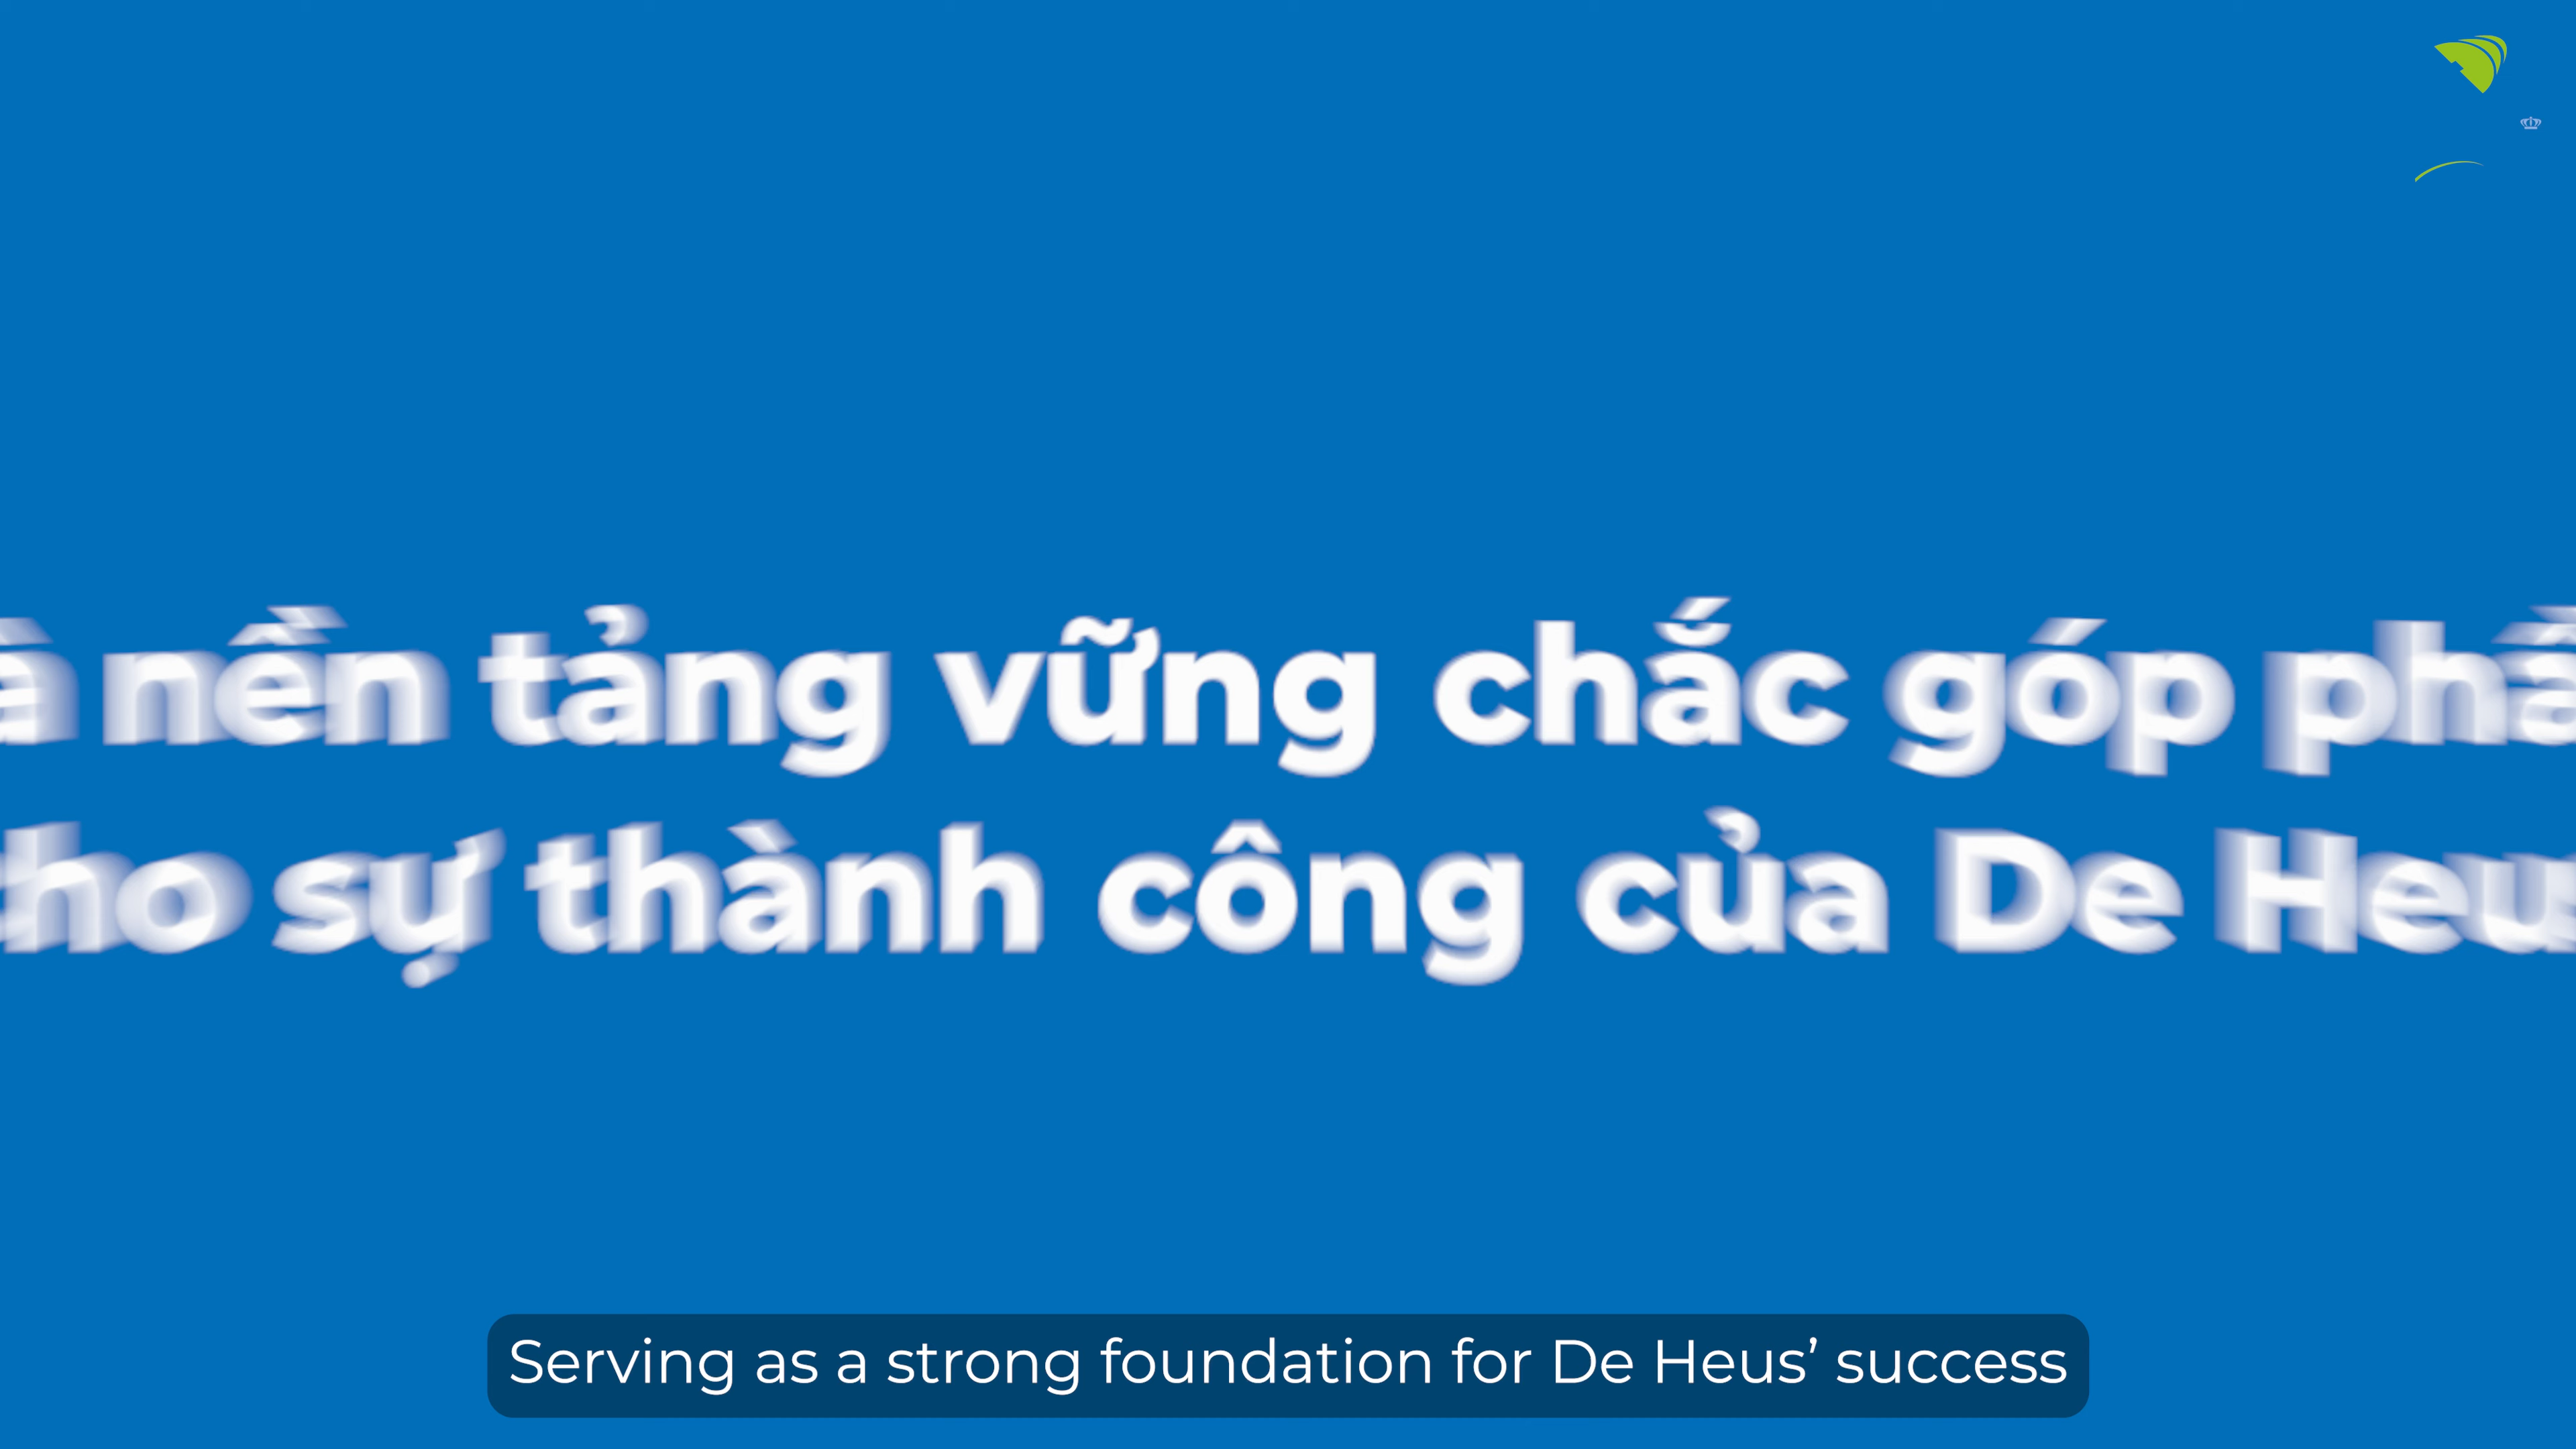 nền tảng vững chắc góp
sự thành công của De
Serving as a strong foundation for De Heus’ success